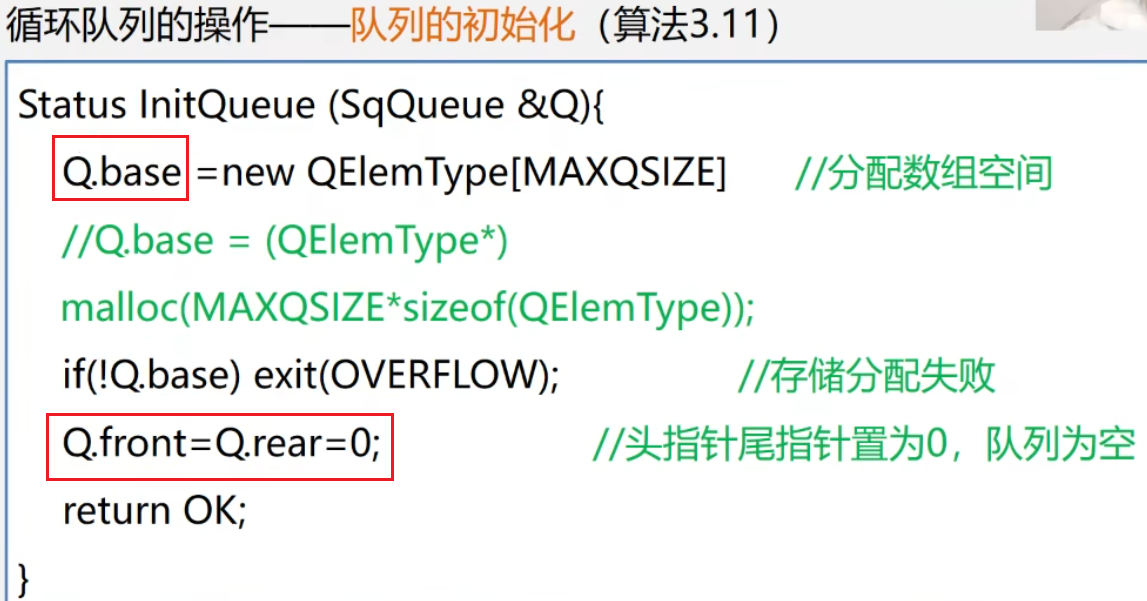 循环队列的操作——队列的初始化（算法3.11）
Status InitQueue (SqQueue &Q){
Q.base =new QElemType[MAXQSIZE] //分配数组空间
//Q.base = (QElemType*)
malloc(MAXQSIZE*sizeof(QElemType));
if(!Q.base) exit(OVERFLOW); //存储分配失败
Q.front=Q.rear=0; //头指针尾指针置为0，队列为空
return OK;
}